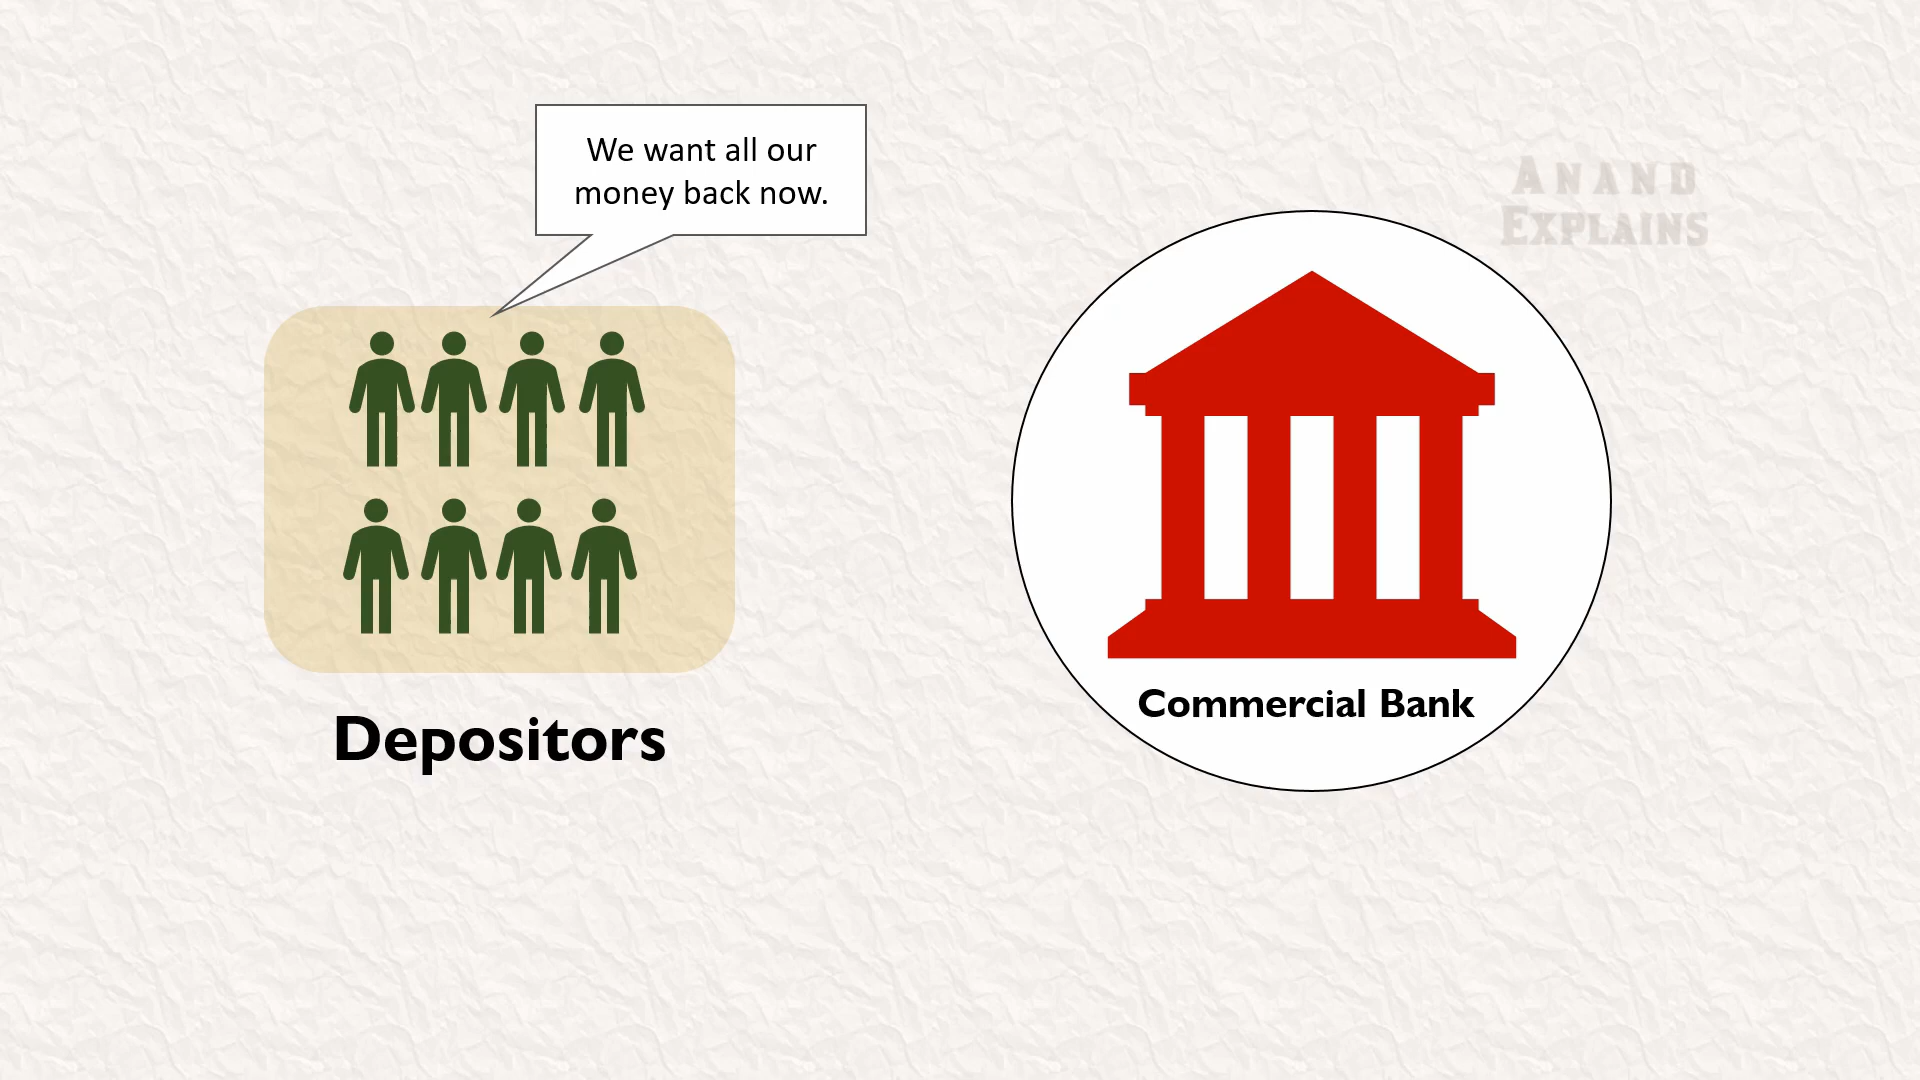 We want all our
money back now.
ANAND
EXPLAINS
Commercial Bank
Depositors